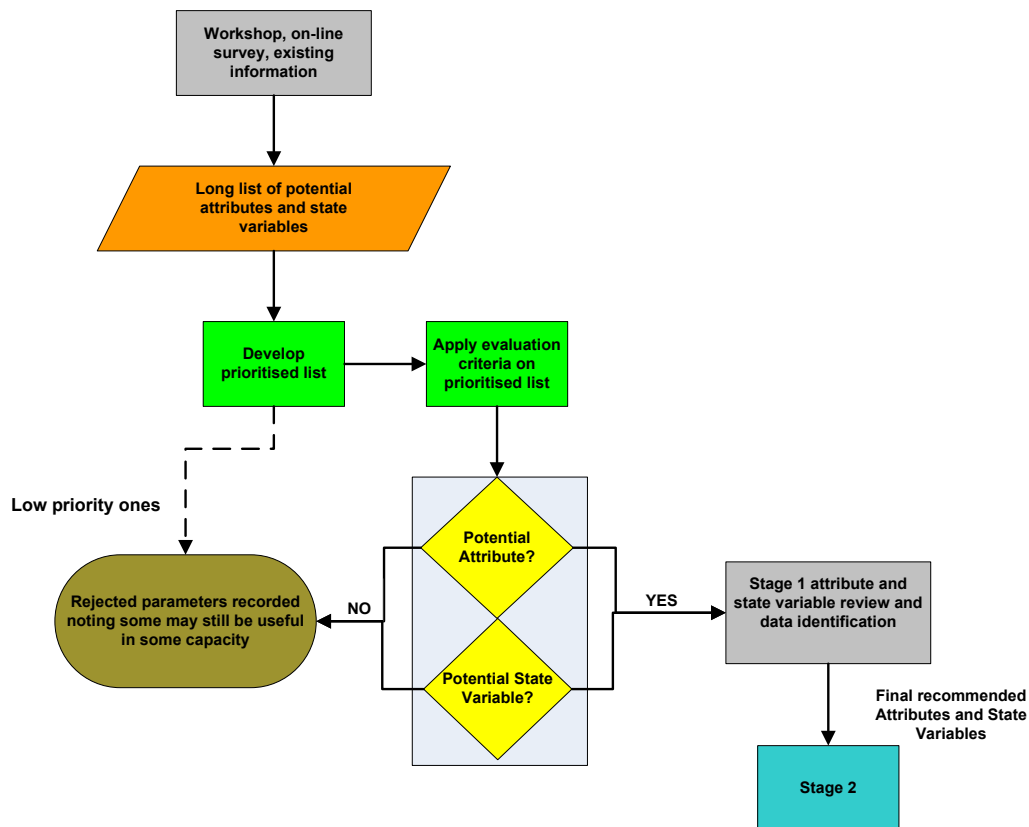 Workshop, on-line
survey, existing
information
Long list of potential
attributes and state
variables
Develop
prioritised list
Apply evaluation
criteria on
prioritised list
Low priority ones
Potential
Attribute?
Rejected parameters recorded
noting some may still be useful
in some capacity
NO
YES
Stage 1 attribute and
state variable review and
data identification
Potential State
Variable?
Final recommended
Attributes and State
Variables
Stage 2